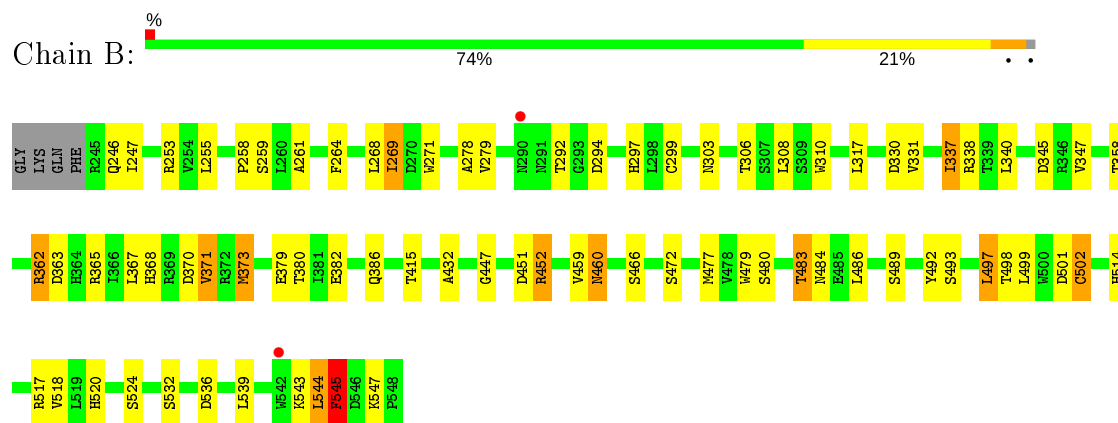 %
Chain B:
74% 21% • •
GLY LYS GLN PHE R245 Q246 I247 R253 V254 L255 P258 S259 L260 A261 F264 L268 I269 D270 W271 A278 V279 N290 N291 T292 G293 D294 H297 L298 C299 N303 T306 S307 L308 S309 W310 L317 D330 V331 I337 R338 T339 L340 D345 R346 V347
R362 D363 H364 R365 I366 L367 H368 R369 D370 V371 R372 M373 E379 T380 I381 E382 Q386 T415 A432 G447 D451 R452 V459 N460 S466 S472 M477 V478 W479 S480 T483 N484 E485 L486 S489 Y492 S493 L497 T498 L499 W500 D501 C502
R517 V518 L519 H520 S524 S532 D536 L539 W542 K543 L544 F545 D546 K547 P548